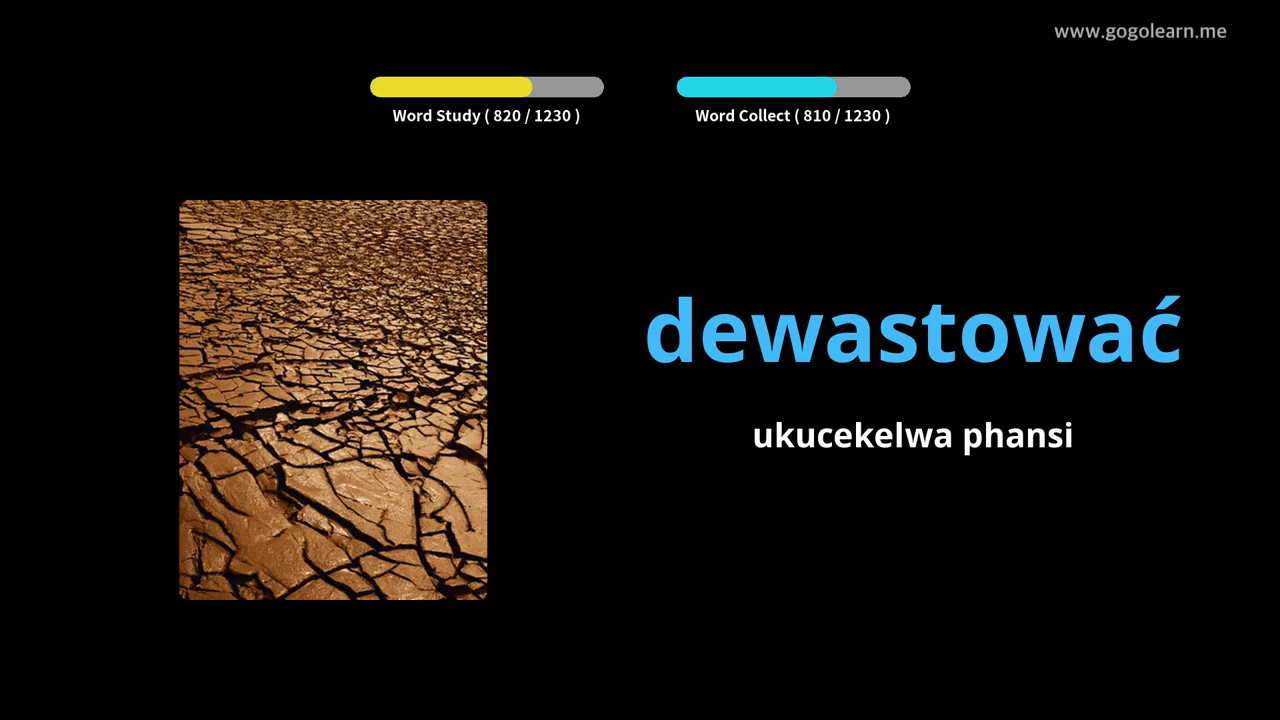 www.gogolearn.me
Word Study ( 820 / 1230 )
Word Collect ( 810 / 1230 )
dewastować
ukucekelwa phansi